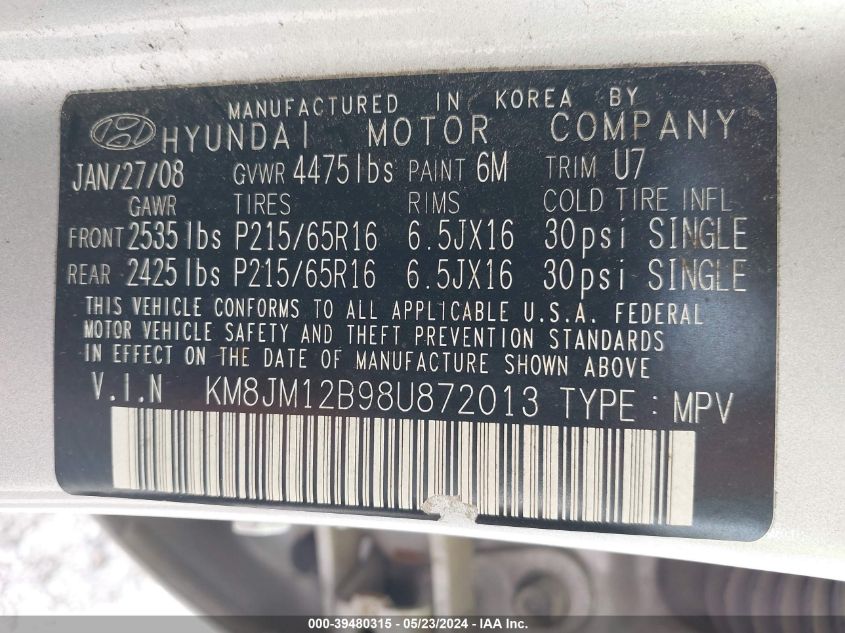 MANUFACTURED IN KOREA BY
HYUNDAI MOTOR COMPANY
JAN/27/08 GVWR 4475lbs PAINT 6M TRIM U7
GAWR TIRES RIMS COLD TIRE INFL
FRONT 2535lbs P215/65R16 6.5JX16 30psi SINGLE
REAR 2425lbs P215/65R16 6.5JX16 30psi SINGLE
THIS VEHICLE CONFORMS TO ALL APPLICABLE U.S.A. FEDERAL
MOTOR VEHICLE SAFETY AND THEFT PREVENTION STANDARDS
IN EFFECT ON THE DATE OF MANUFACTURE SHOWN ABOVE.
V.I.N KM8JM12B98U872013 TYPE : MPV
000-39480315 - 05/23/2024 - IAA Inc.